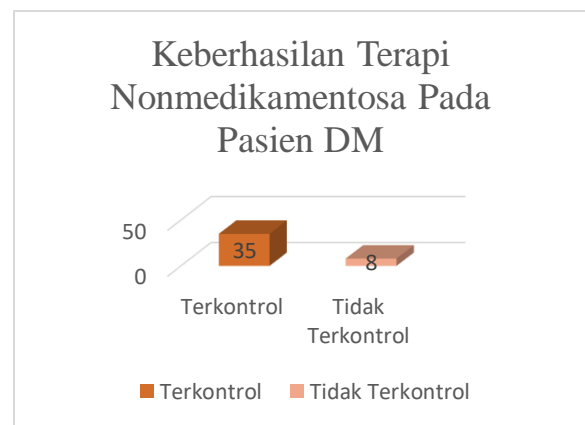 Keberhasilan Terapi
Nonmedikamentosa Pada
Pasien DM
50
0
35
8
Terkontrol
Tidak
Terkontrol
Terkontrol
Tidak Terkontrol